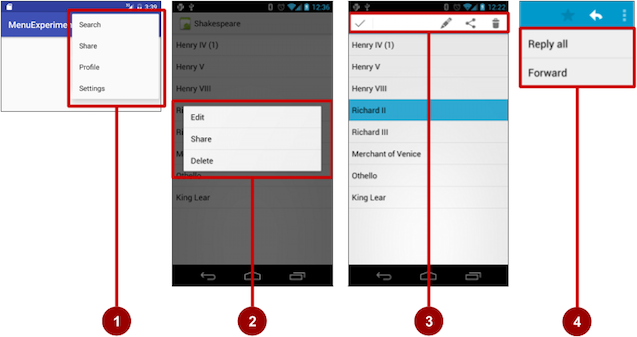 3:39
MenuExperimen
Search
Share
Profile
Settings
12:36
Shakespeare
Henry IV (1)
Henry V
Henry VIII
Edit
Share
Delete
Othello
King Lear
12:22
Henry IV (1)
Henry V
Henry VIII
Richard II
Richard III
Merchant of Venice
Othello
King Lear
Reply all
Forward
1
2
3
4